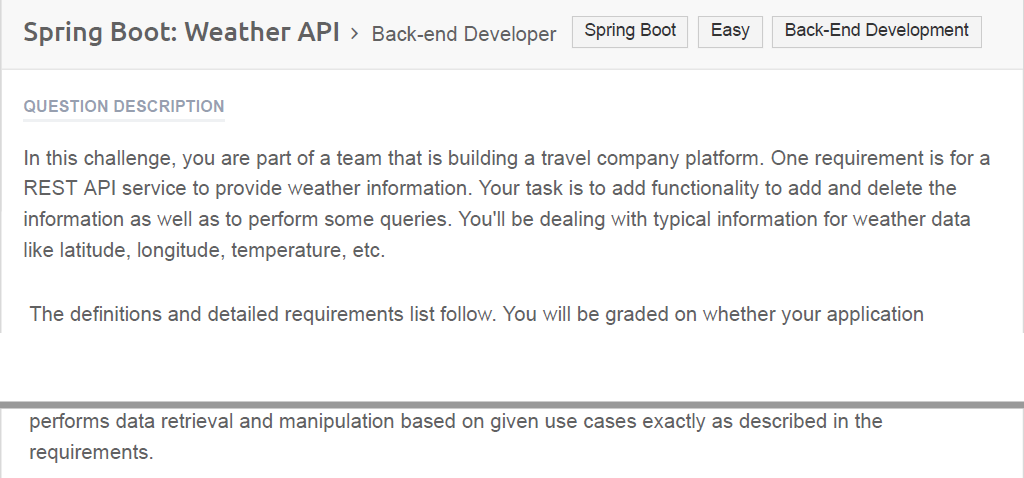 Spring Boot: Weather API > Back-end Developer Spring Boot Easy Back-End Development
QUESTION DESCRIPTION
In this challenge, you are part of a team that is building a travel company platform. One requirement is for a
REST API service to provide weather information. Your task is to add functionality to add and delete the
information as well as to perform some queries. You'll be dealing with typical information for weather data
like latitude, longitude, temperature, etc.
The definitions and detailed requirements list follow. You will be graded on whether your application
performs data retrieval and manipulation based on given use cases exactly as described in the
requirements.